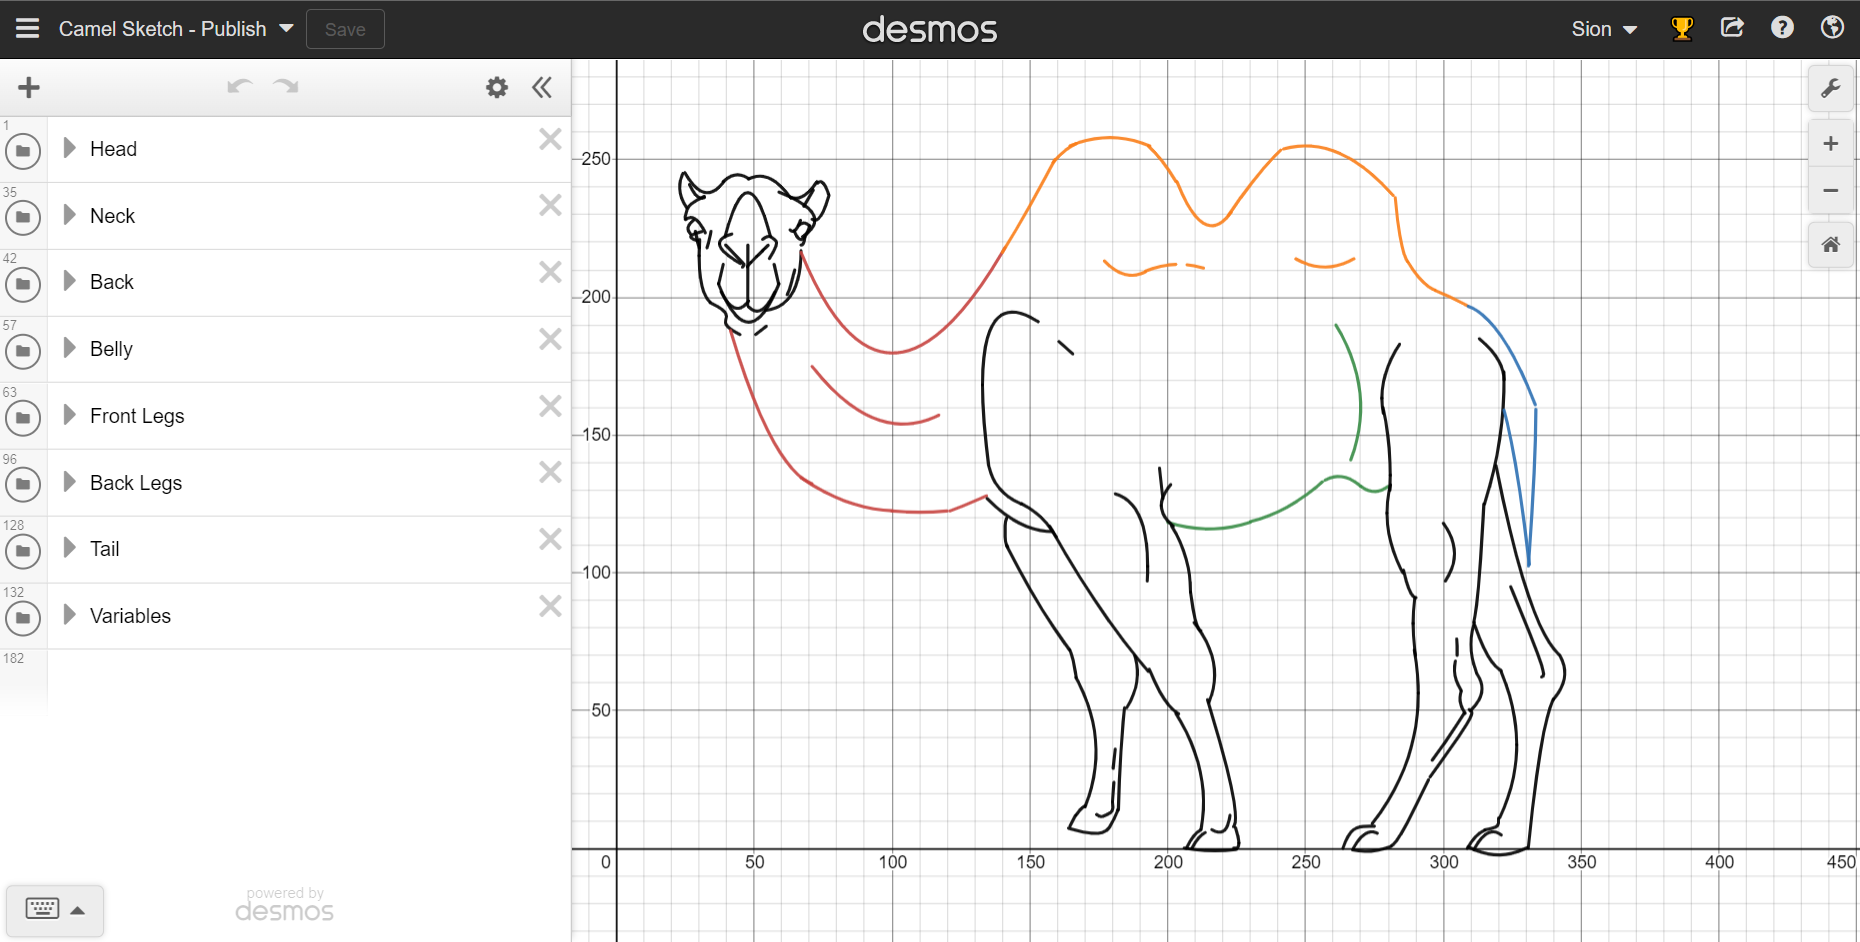 Camel Sketch - Publish
Save
desmos
Sion
1
Head
35
Neck
42
Back
57
Belly
63
Front Legs
96
Back Legs
128
Tail
132
Variables
182
powered by
desmos
250
200
150
100
50
0
50
100
150
200
250
300
350
400
450